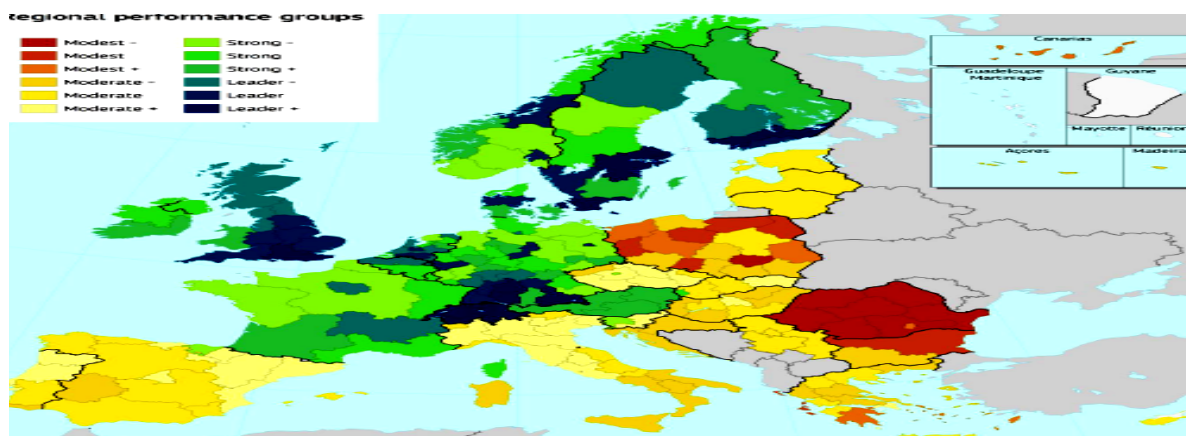 Regional performance groups
Modest -
Modest
Modest +
Moderate -
Moderate
Moderate +
Strong -
Strong
Strong +
Leader -
Leader
Leader +
Canarias
Guadeloupe
Martinique
Guyane
Mayotte
Réunion
Açores
Madeira